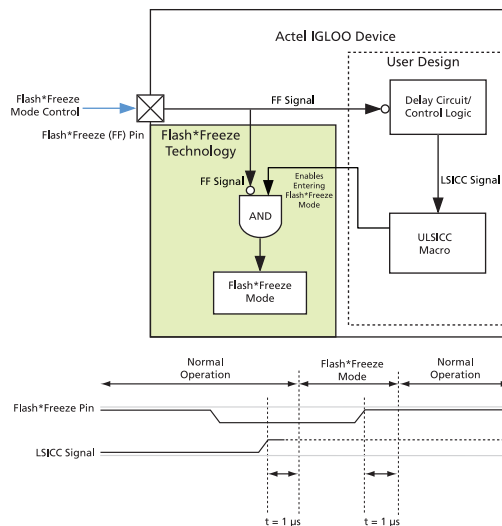 Actel IGLOO Device
User Design
Flash*Freeze
Mode Control
FF Signal
Delay Circuit/
Control Logic
Flash*Freeze (FF) Pin
Flash*Freeze
Technology
FF Signal
Enables
Entering
Flash*Freeze
Mode
LSICC Signal
AND
ULSICC
Macro
Flash*Freeze
Mode
Normal
Operation
Flash*Freeze
Mode
Normal
Operation
Flash*Freeze Pin
LSICC Signal
t = 1 µs
t = 1 µs